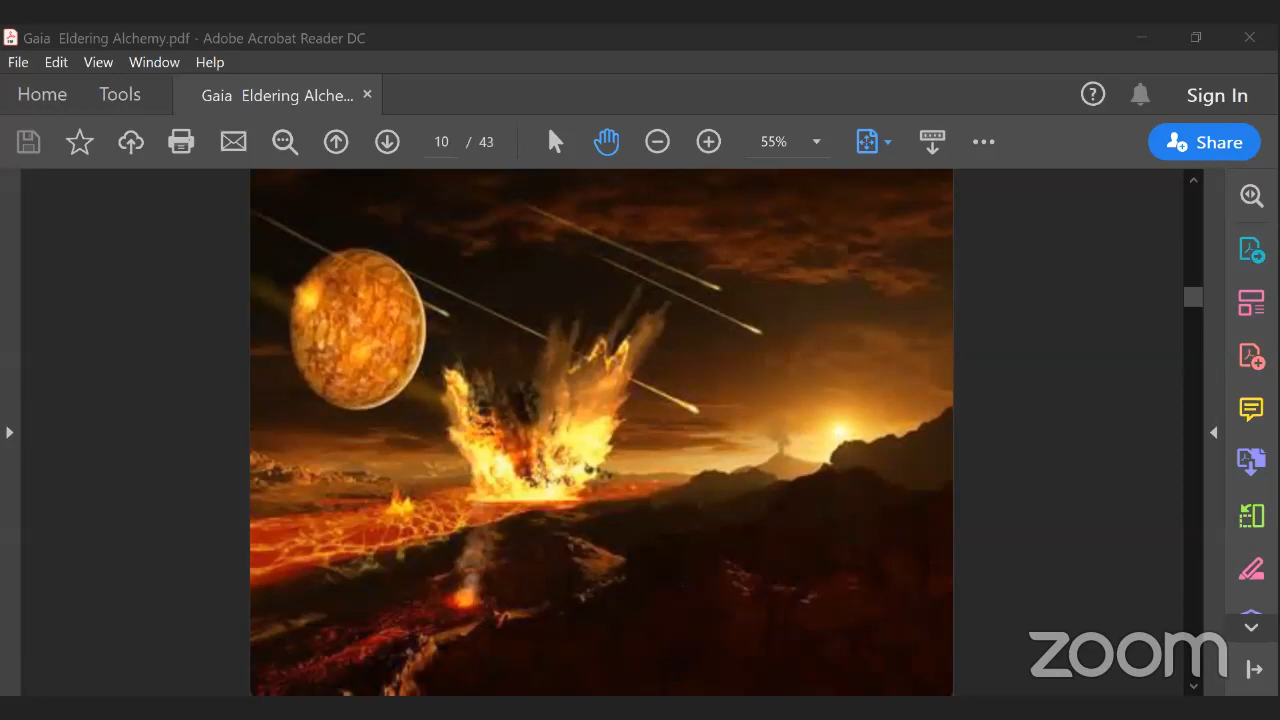 Gaia  Eldering Alchemy.pdf - Adobe Acrobat Reader DC
File Edit View Window Help
Home Tools Gaia  Eldering Alche... Sign In
10 / 43 55% Share
zoom